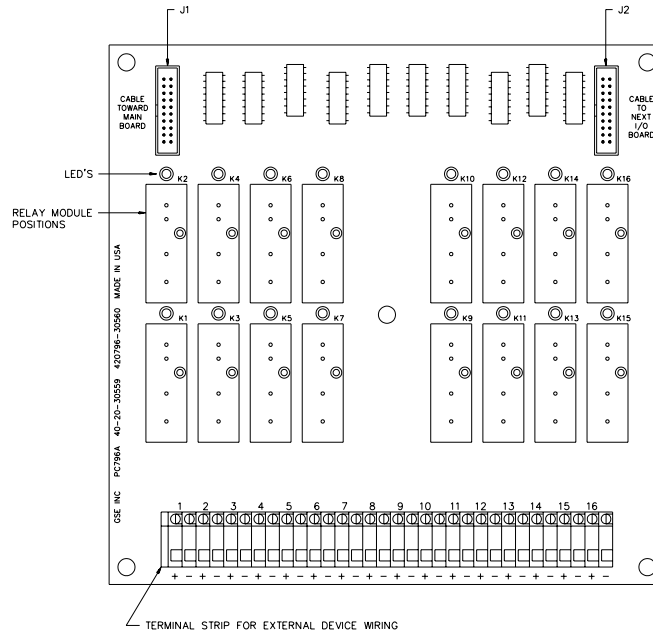 J1
J2
CABLE
TOWARD
MAIN
BOARD
CABLE
TO
NEXT
I/O
BOARD
LED'S
K2 K4 K6 K8 K10 K12 K14 K16
RELAY MODULE
POSITIONS
K1 K3 K5 K7 K9 K11 K13 K15
GSE INC PC796A 40-20-30559 420796-30560 MADE IN USA
1 2 3 4 5 6 7 8 9 10 11 12 13 14 15 16
+ - + - + - + - + - + - + - + - + - + - + - + - + - + - + - + -
TERMINAL STRIP FOR EXTERNAL DEVICE WIRING